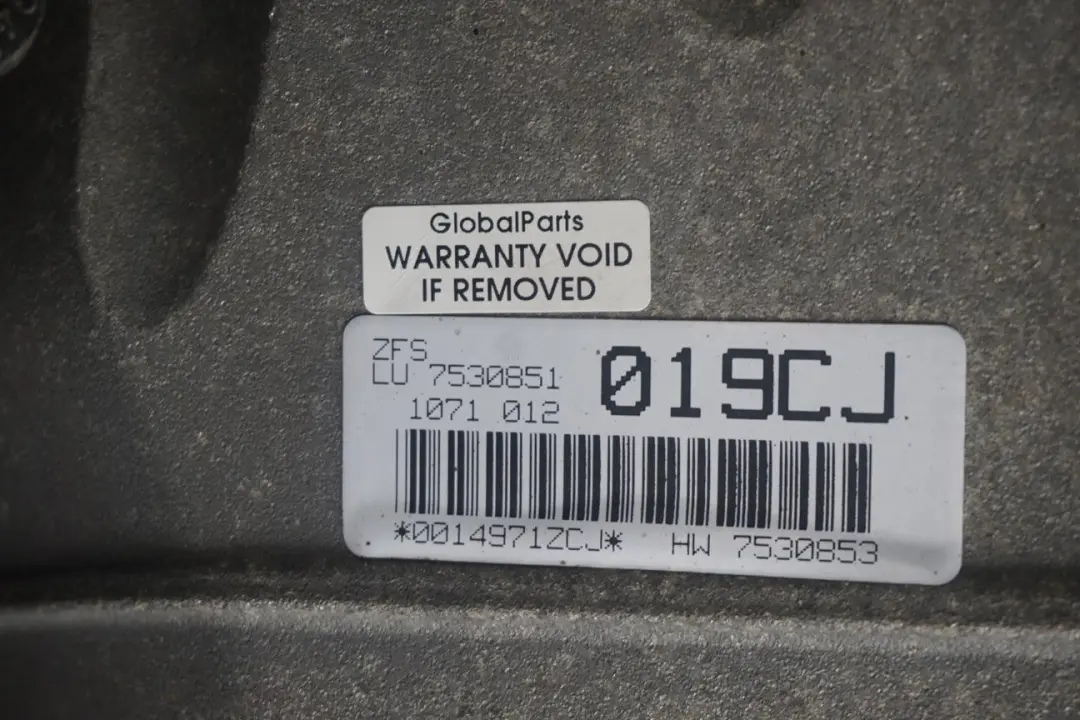 GlobalParts
WARRANTY VOID
IF REMOVED
ZFS
LU 7530851
1071 012
019CJ
*0014971ZCJ* HW 7530853